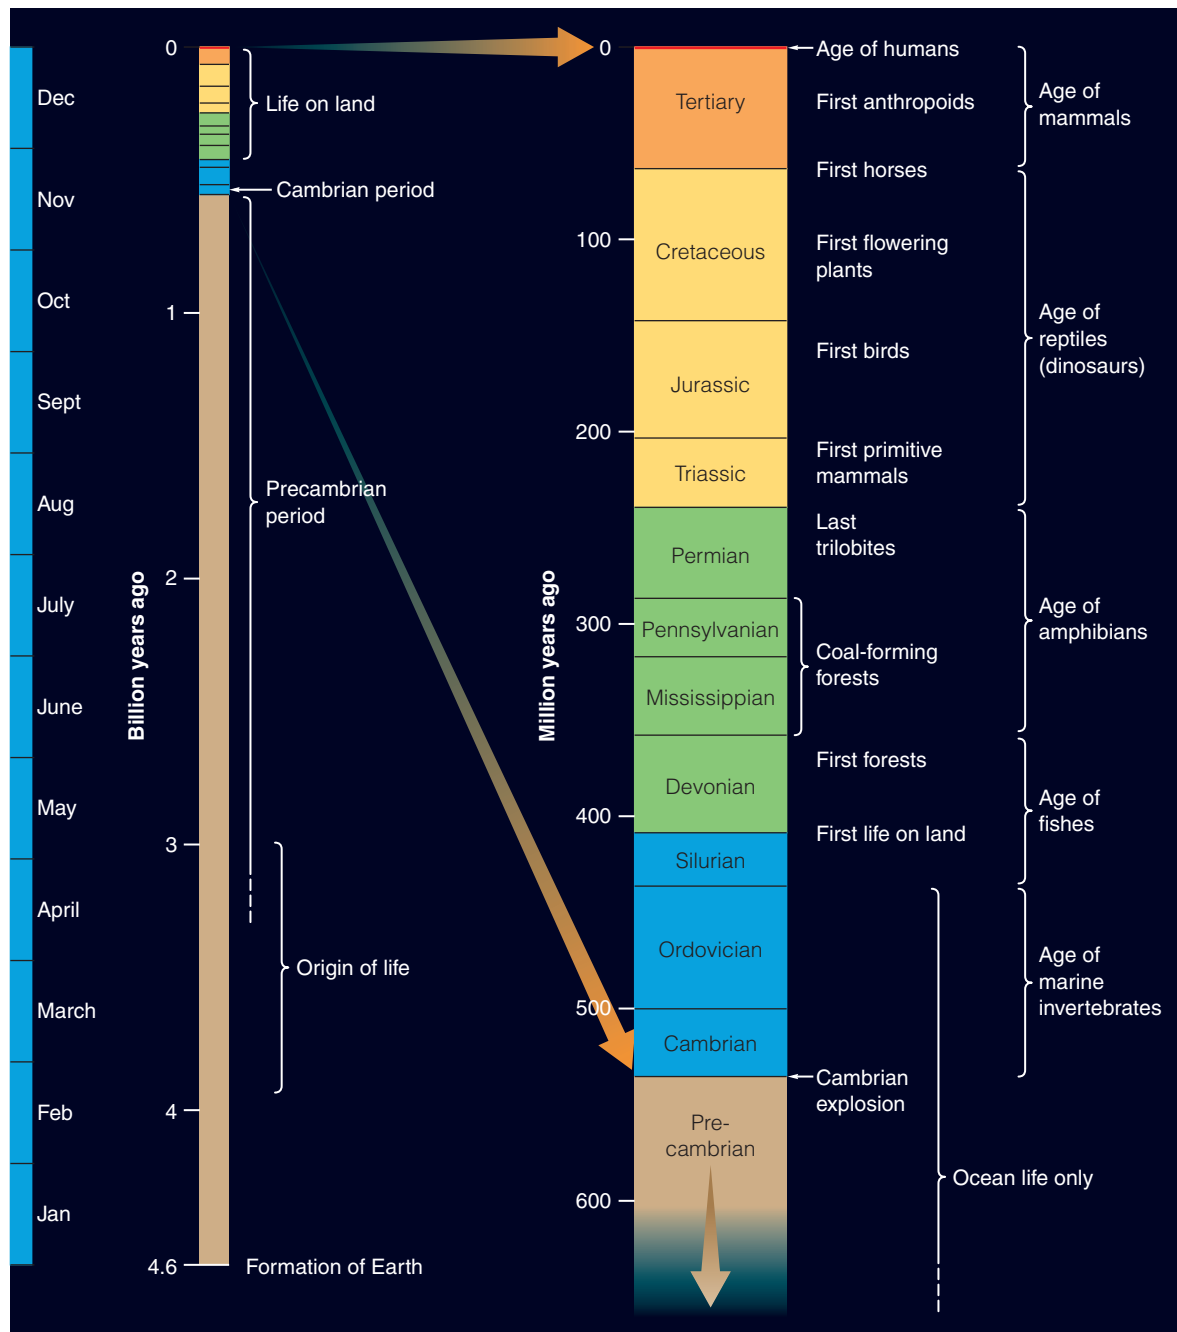 Dec
Nov
Oct
Sept
Aug
July
June
May
April
March
Feb
Jan
Billion years ago
0
1
2
3
4
4.6
Life on land
Cambrian period
Precambrian
period
Origin of life
Formation of Earth
Million years ago
0
100
200
300
400
500
600
Tertiary
Cretaceous
Jurassic
Triassic
Permian
Pennsylvanian
Mississippian
Devonian
Silurian
Ordovician
Cambrian
Pre-
cambrian
Age of humans
First anthropoids
First horses
First flowering
plants
First birds
First primitive
mammals
Last
trilobites
Coal-forming
forests
First forests
First life on land
Cambrian
explosion
Ocean life only
Age of
mammals
Age of
reptiles
(dinosaurs)
Age of
amphibians
Age of
fishes
Age of
marine
invertebrates